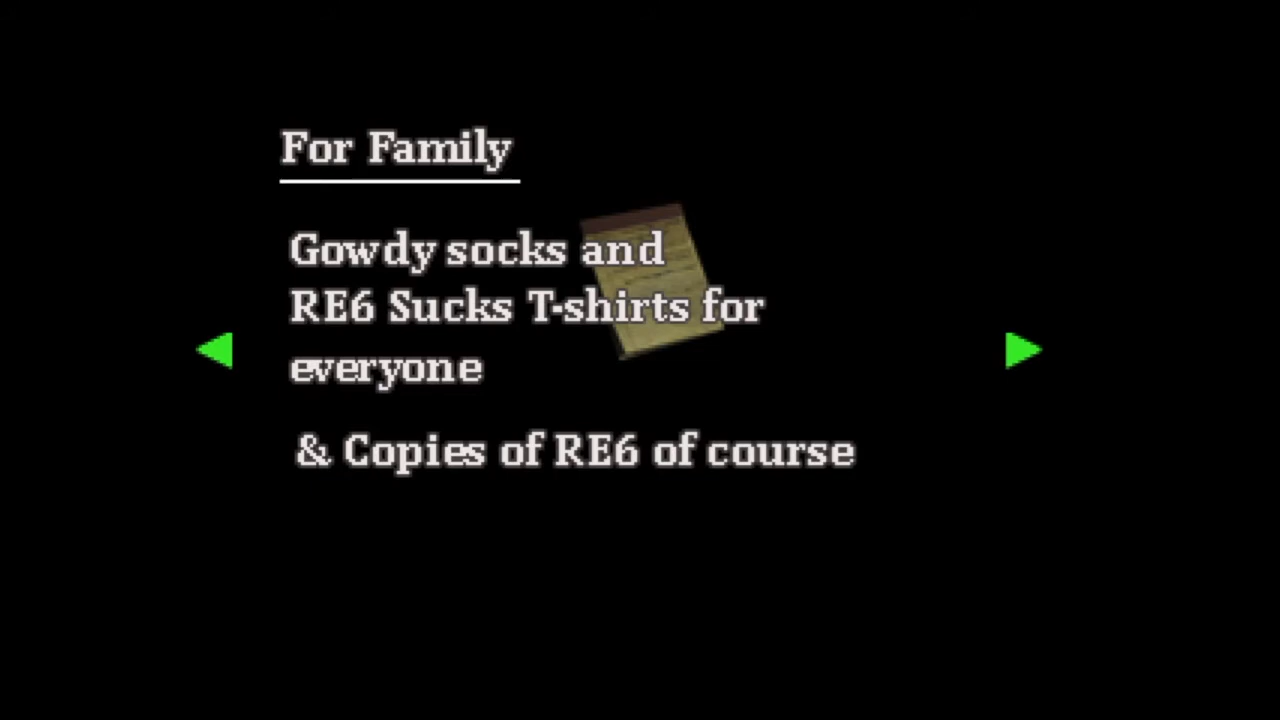 For Family
Gowdy socks and
RE6 Sucks T-shirts for
everyone
& Copies of RE6 of course